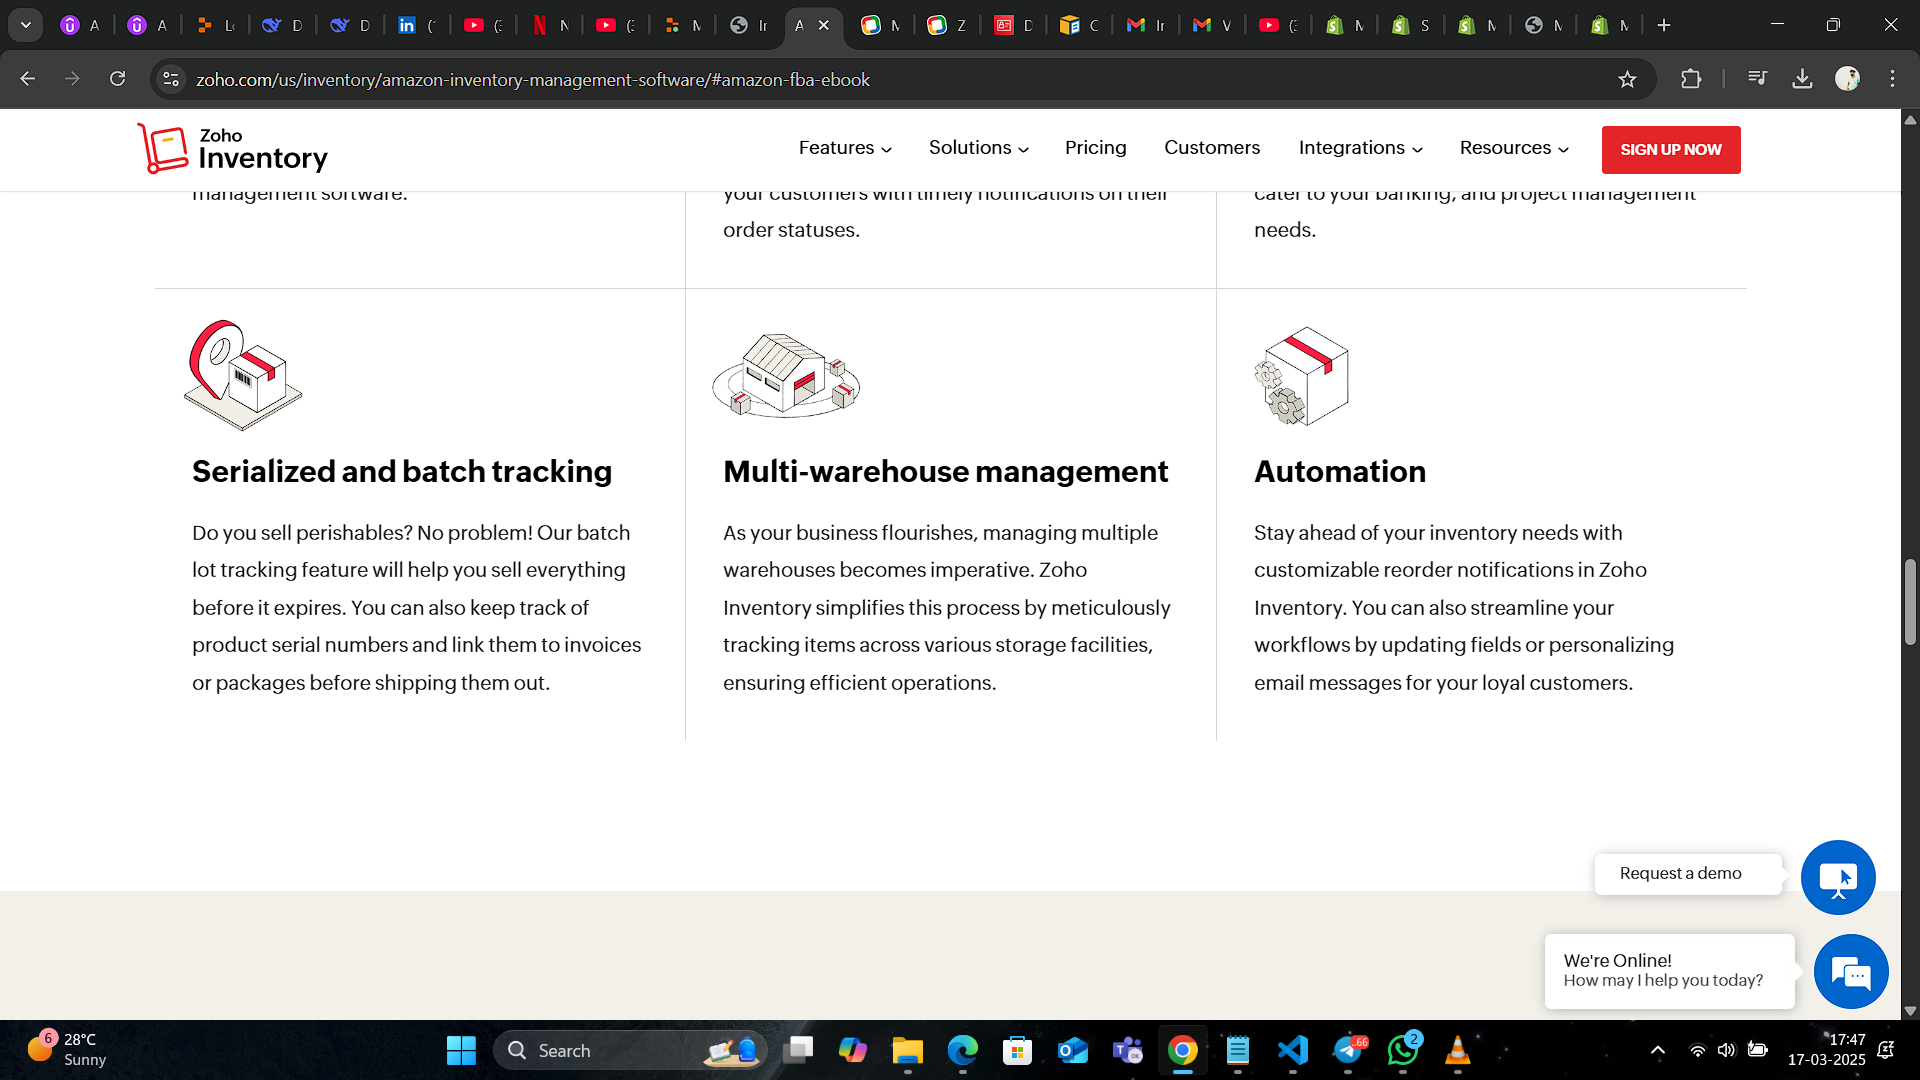 zoho.com/us/inventory/amazon-inventory-management-software/#amazon-fba-ebook
Zoho
Inventory
Features
Solutions
Pricing
Customers
Integrations
Resources
SIGN UP NOW
management software.
your customers with timely notifications on their
order statuses.
cater to your banking, and project management
needs.
Serialized and batch tracking
Do you sell perishables? No problem! Our batch
lot tracking feature will help you sell everything
before it expires. You can also keep track of
product serial numbers and link them to invoices
or packages before shipping them out.
Multi-warehouse management
As your business flourishes, managing multiple
warehouses becomes imperative. Zoho
Inventory simplifies this process by meticulously
tracking items across various storage facilities,
ensuring efficient operations.
Automation
Stay ahead of your inventory needs with
customizable reorder notifications in Zoho
Inventory. You can also streamline your
workflows by updating fields or personalizing
email messages for your loyal customers.
Request a demo
We're Online!
How may I help you today?
6
28°C
Sunny
Search
66
2
17:47
17-03-2025